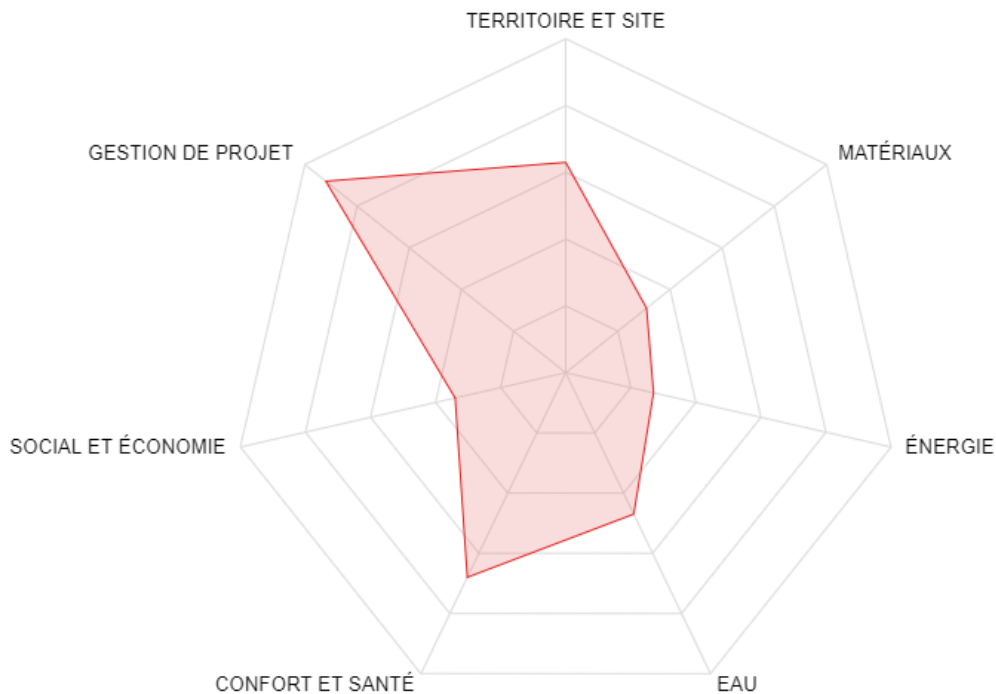 TERRITOIRE ET SITE
GESTION DE PROJET
MATÉRIAUX
SOCIAL ET ÉCONOMIE
ÉNERGIE
CONFORT ET SANTÉ
EAU